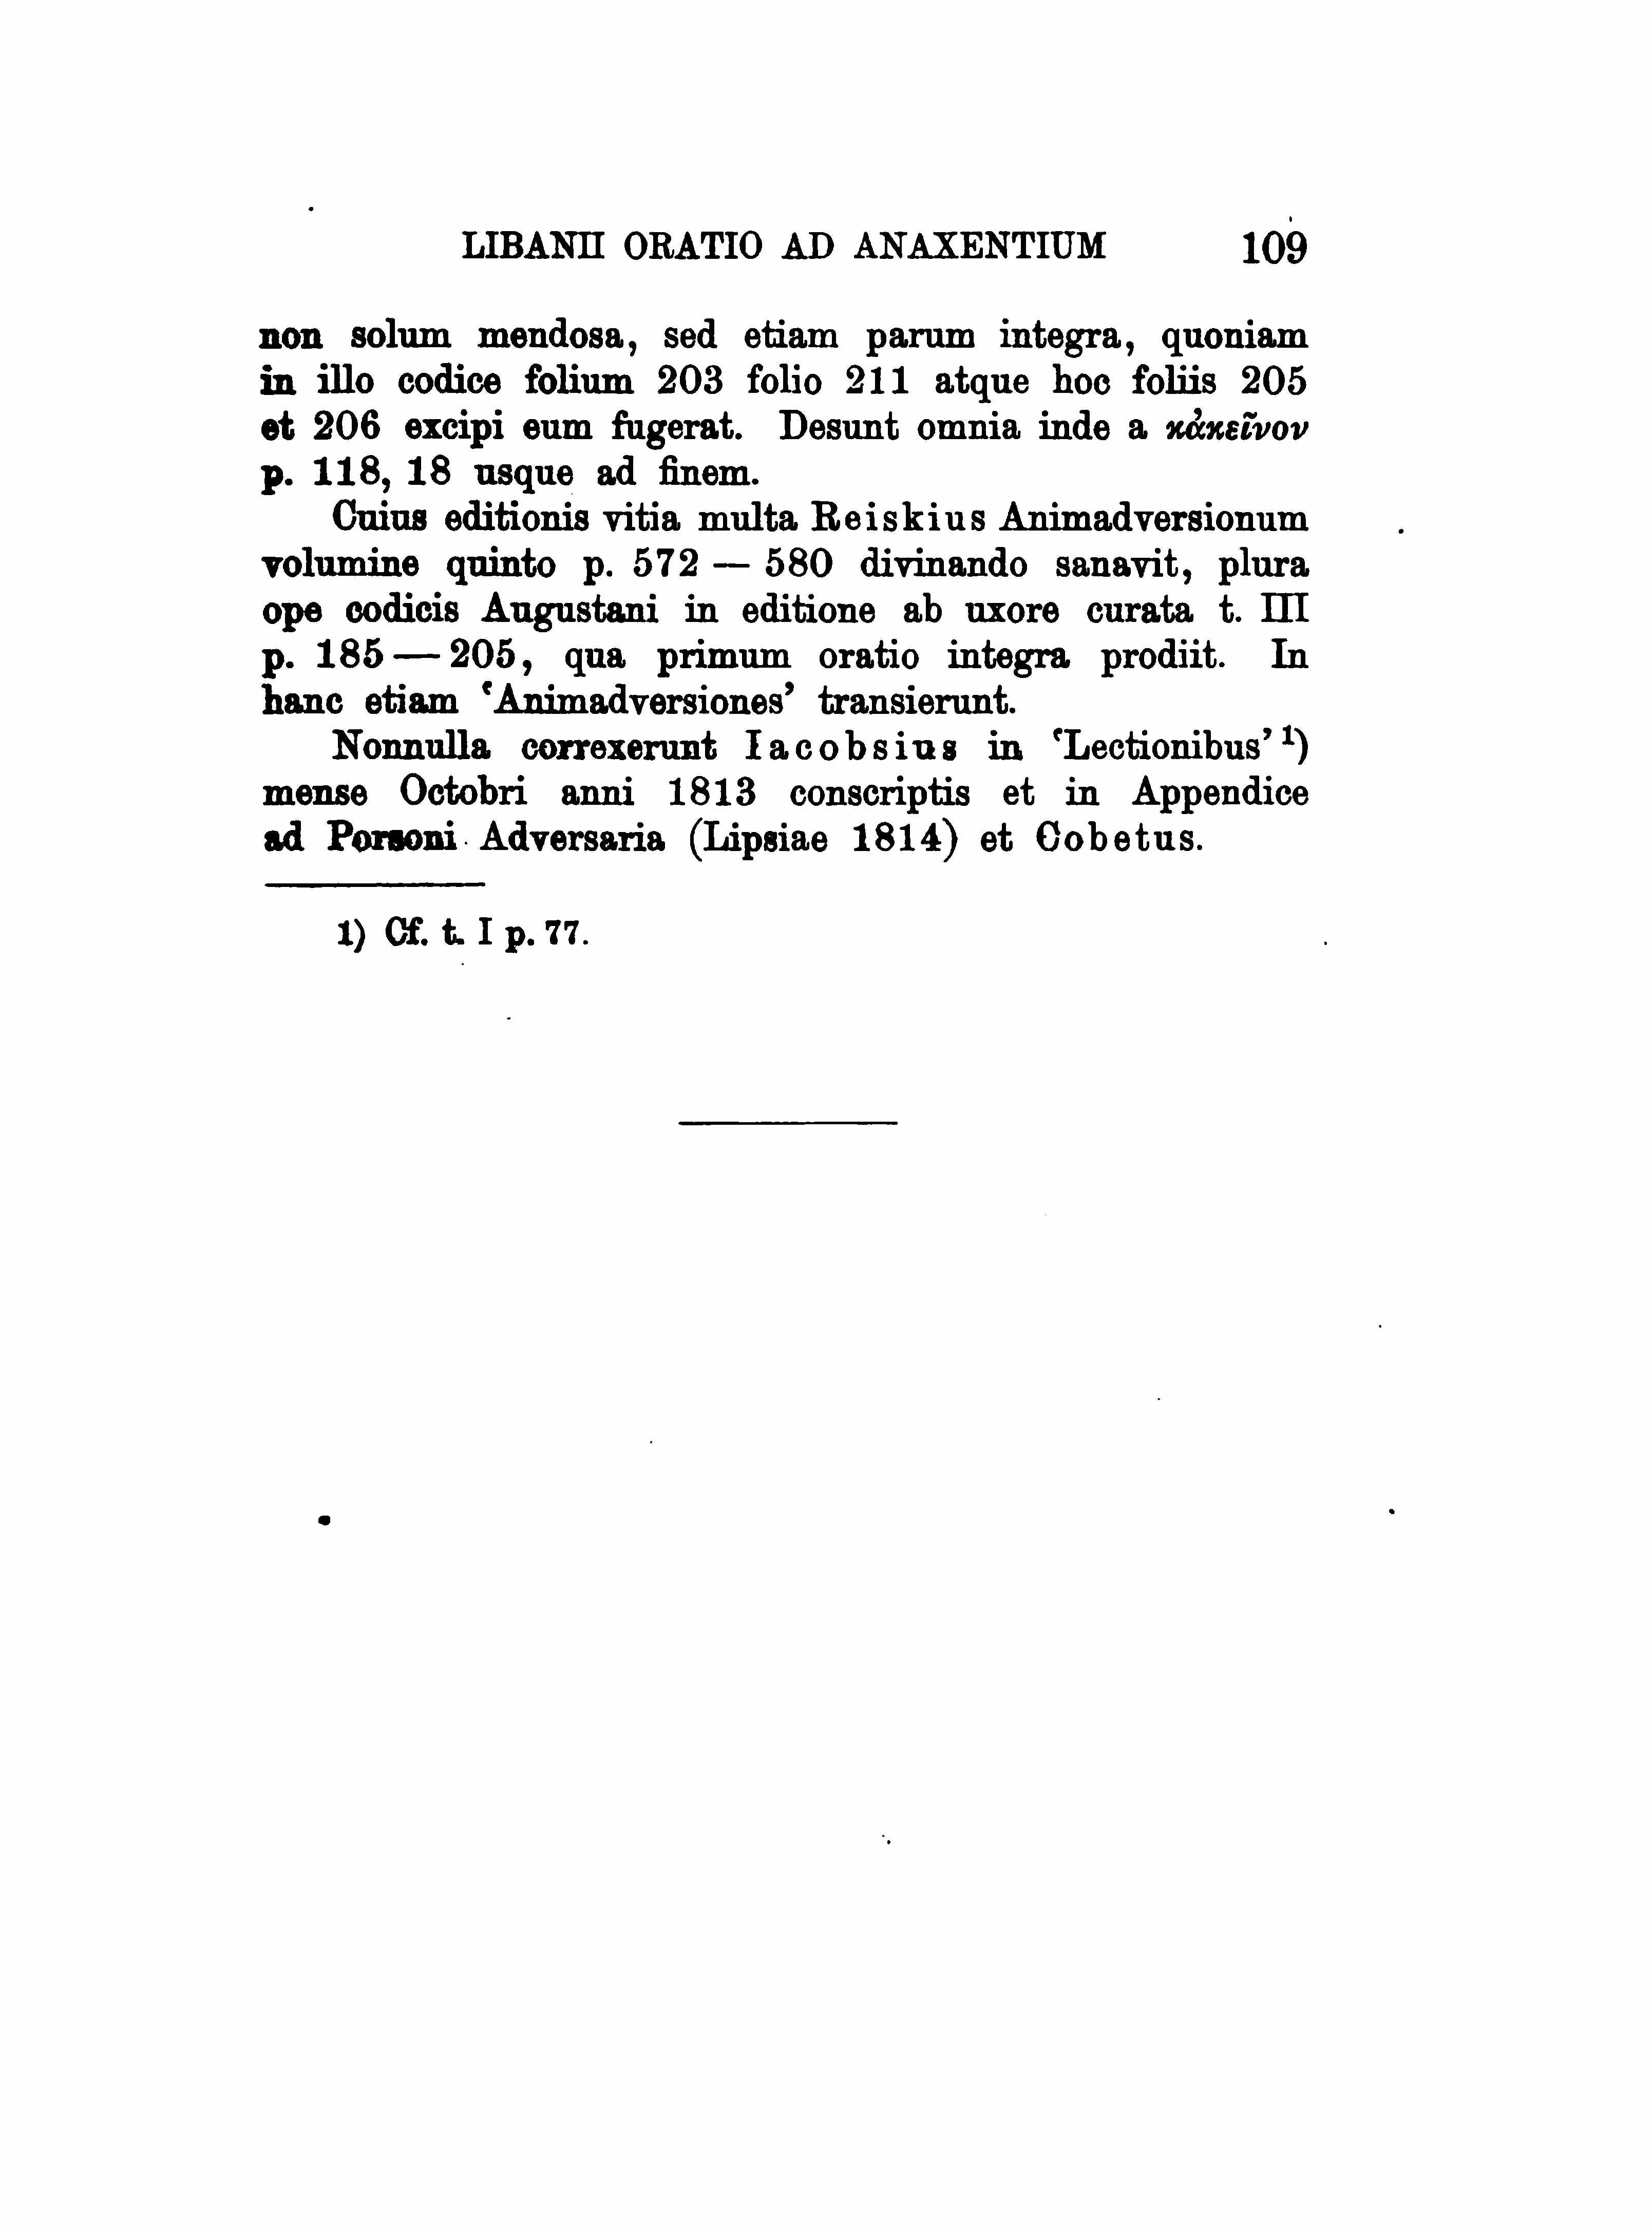 LIBANII ORATIO AD ANAXENTIUM 109
non solum mendosa, sed etiam parum integra, quoniam
in illo codice folium 203 folio 211 atque hoc foliis 205
et 206 excipi eum fugerat. Desunt omnia inde a κἀκεῖνον
p. 118, 18 usque ad finem.
Cuius editionis vitia multa Reiskius Animadversionum
volumine quinto p. 572 — 580 divinando sanavit, plura
ope codicis Augustani in editione ab uxore curata t. III
p. 185 — 205, qua primum oratio integra prodiit. In
hanc etiam ‘Animadversiones’ transierunt.
Nonnulla correxerunt Iacobsius in ‘Lectionibus’ ¹)
mense Octobri anni 1813 conscriptis et in Appendice
ad Porsoni Adversaria (Lipsiae 1814) et Cobetus.
1) Cf. t. I p. 77.